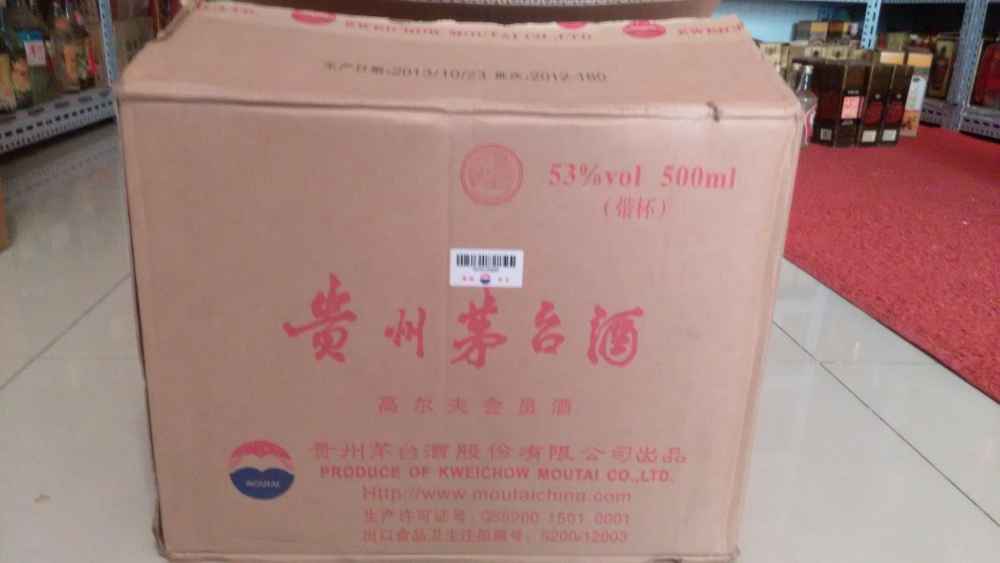 KWEICHOW MOUTAI CO.,LTD.
生产日期:2013/10/23 批次:2012-180
53%vol 500ml
(带杯)
贵州茅台酒
高尔夫会员酒
MOUTAI
贵州茅台酒股份有限公司出品
PRODUCE OF KWEICHOW MOUTAI CO.,LTD.
Http://www moutaichina.com
生产许可证号: QS5200 1501 0001
出口食品卫生注册编号: 5200/12003